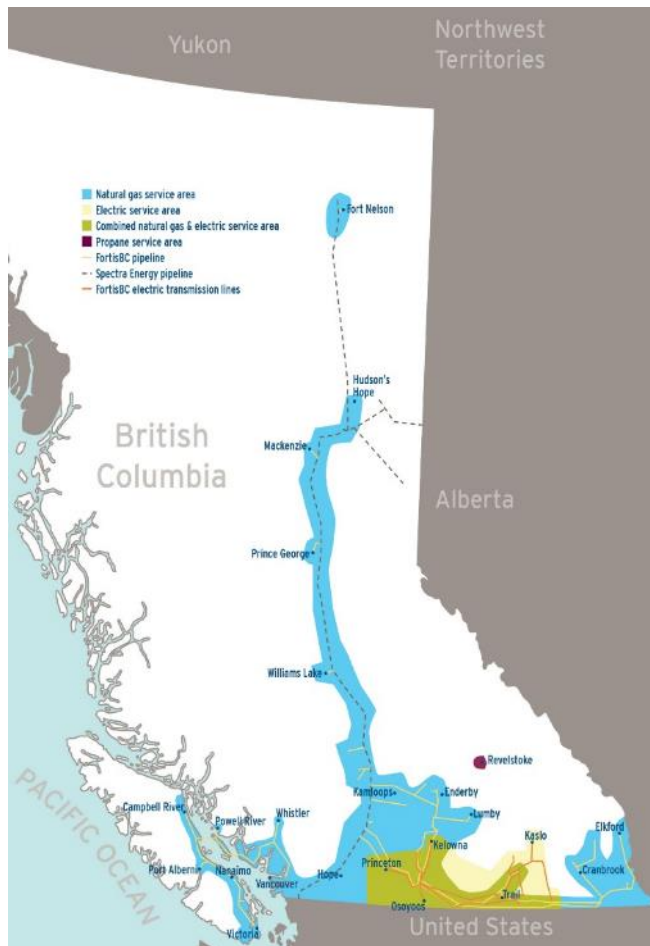 Yukon
Northwest
Territories
Natural gas service area
Electric service area
Combined natural gas & electric service area
Propane service area
FortisBC pipeline
Spectra Energy pipeline
FortisBC electric transmission lines
Fort Nelson
Hudson's
Hope
British
Columbia
Mackenzie
Alberta
Prince George
Williams Lake
Revelstoke
PACIFIC OCEAN
Campbell River
Powell River
Whistler
Kamloops
Enderby
Lumby
Kelowna
Kaslo
Elkford
Port Alberni
Nanaimo
Vancouver
Hope
Princeton
Cranbrook
Trail
Osoyoos
Victoria
United States